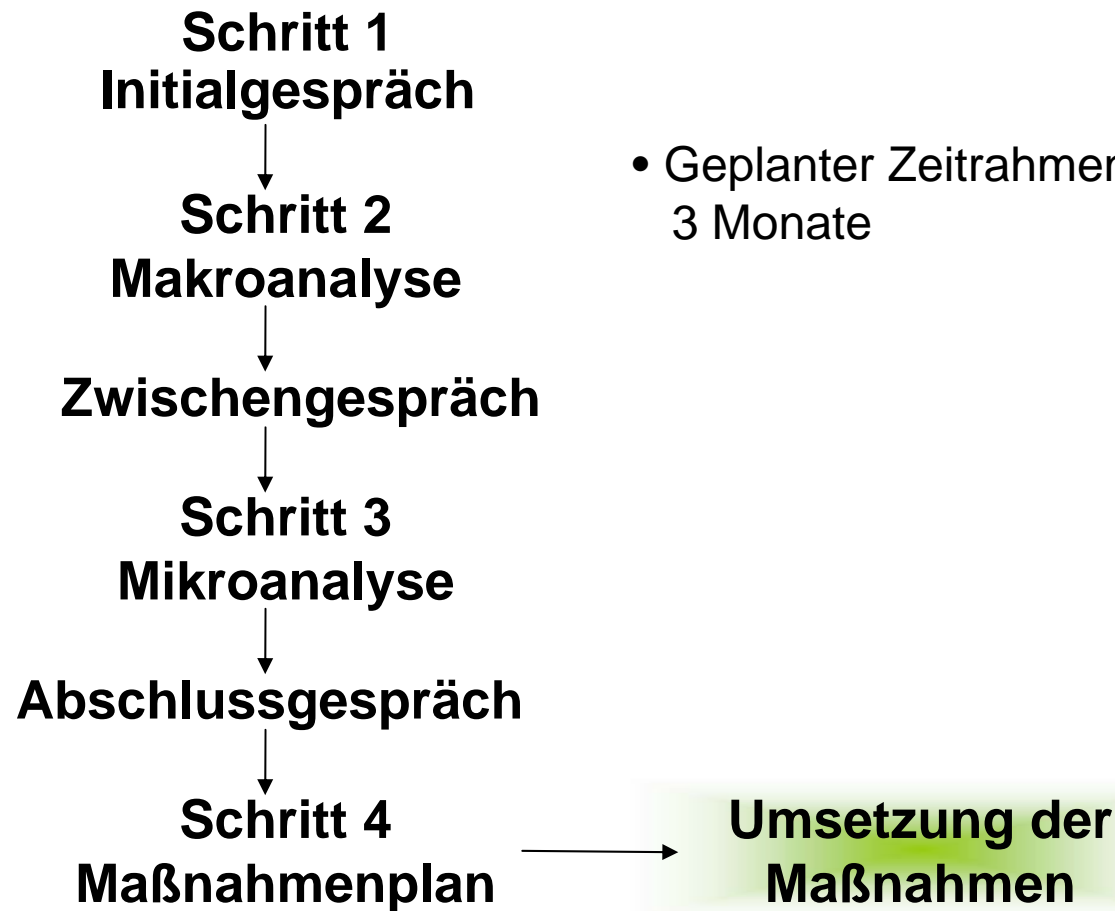 Schritt 1
Initialgespräch
• Geplanter Zeitrahmen
3 Monate
Schritt 2
Makroanalyse
Zwischengespräch
Schritt 3
Mikroanalyse
Abschlussgespräch
Schritt 4
Maßnahmenplan
Umsetzung der
Maßnahmen